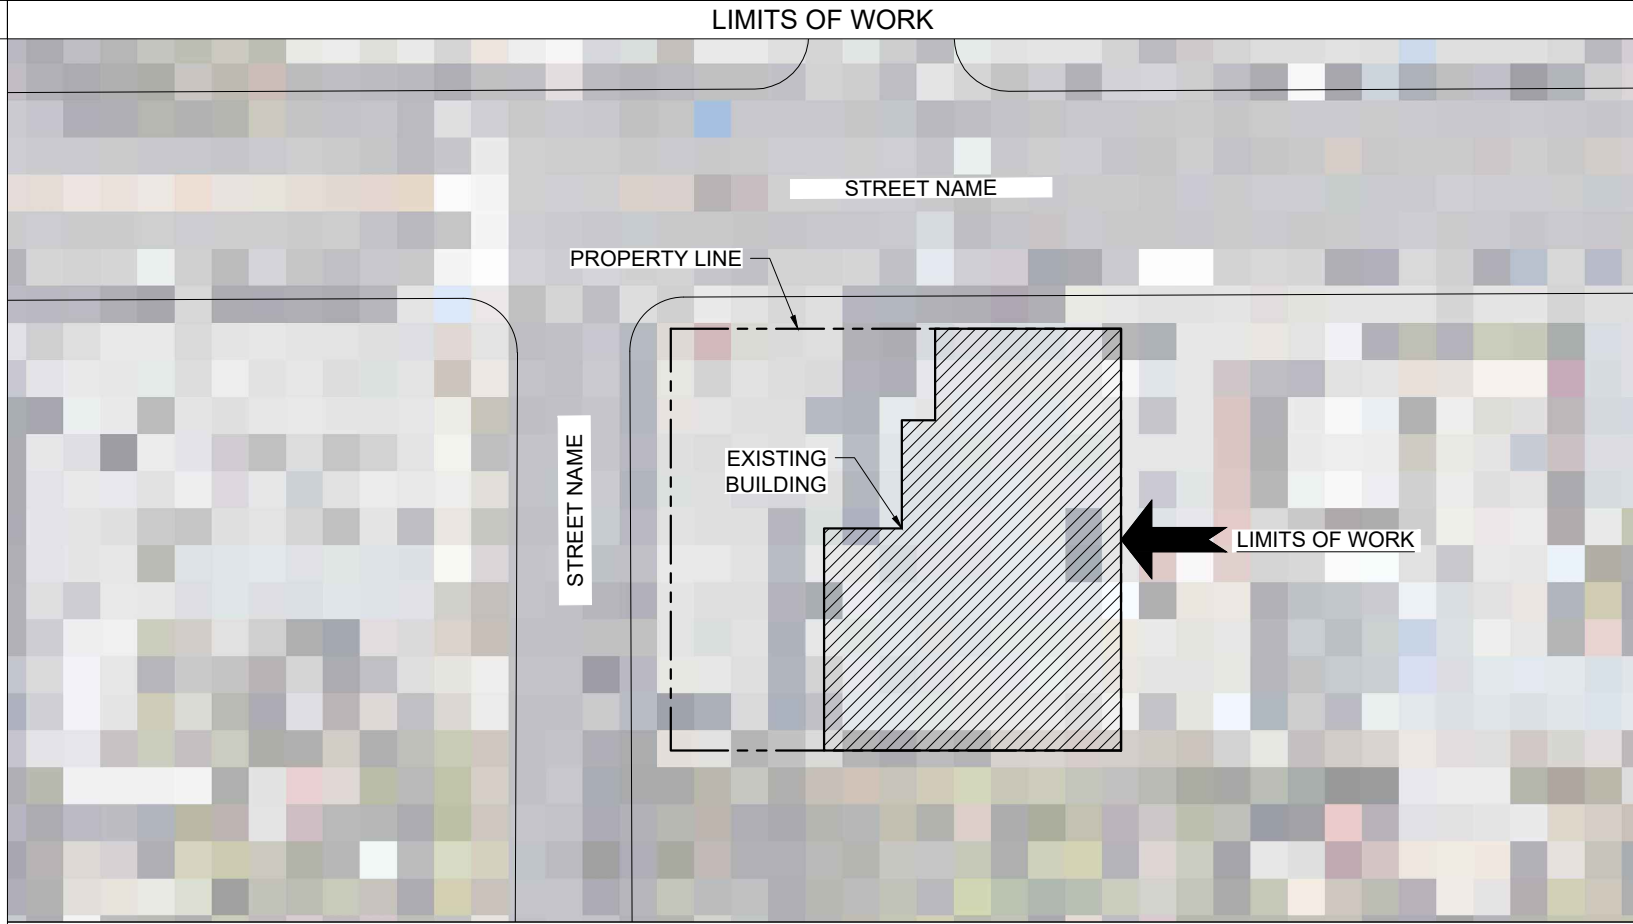 LIMITS OF WORK
STREET NAME
PROPERTY LINE
EXISTING
BUILDING
STREET NAME
LIMITS OF WORK